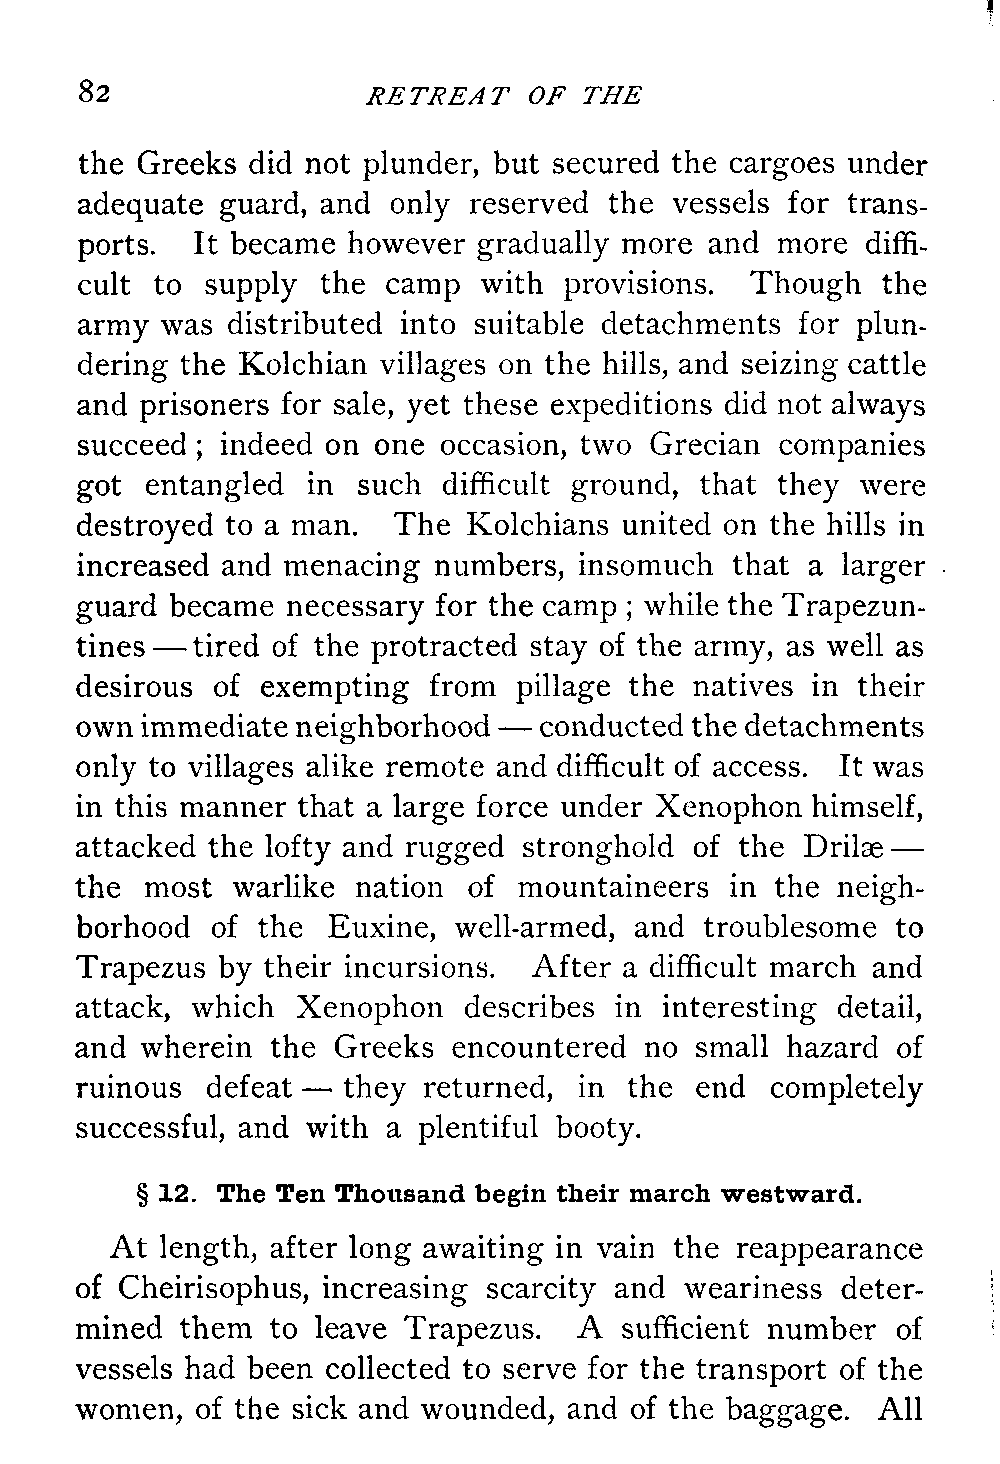 82 RETREAT OF THE
the Greeks did not plunder, but secured the cargoes under
adequate guard, and only reserved the vessels for trans-
ports. It became however gradually more and more diffi-
cult to supply the camp with provisions. Though the
army was distributed into suitable detachments for plun-
dering the Kolchian villages on the hills, and seizing cattle
and prisoners for sale, yet these expeditions did not always
succeed ; indeed on one occasion, two Grecian companies
got entangled in such difficult ground, that they were
destroyed to a man. The Kolchians united on the hills in
increased and menacing numbers, insomuch that a larger
guard became necessary for the camp ; while the Trapezun-
tines — tired of the protracted stay of the army, as well as
desirous of exempting from pillage the natives in their
own immediate neighborhood — conducted the detachments
only to villages alike remote and difficult of access. It was
in this manner that a large force under Xenophon himself,
attacked the lofty and rugged stronghold of the Drilæ —
the most warlike nation of mountaineers in the neigh-
borhood of the Euxine, well-armed, and troublesome to
Trapezus by their incursions. After a difficult march and
attack, which Xenophon describes in interesting detail,
and wherein the Greeks encountered no small hazard of
ruinous defeat — they returned, in the end completely
successful, and with a plentiful booty.
§ 12. The Ten Thousand begin their march westward.
At length, after long awaiting in vain the reappearance
of Cheirisophus, increasing scarcity and weariness deter-
mined them to leave Trapezus. A sufficient number of
vessels had been collected to serve for the transport of the
women, of the sick and wounded, and of the baggage. All